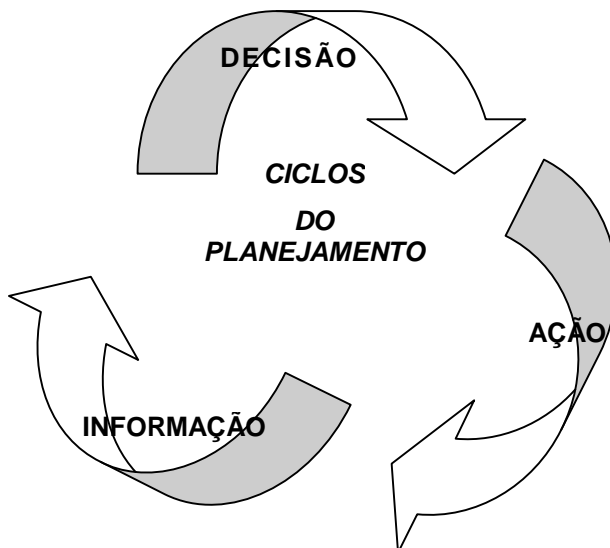 DECISÃO
CICLOS
DO
PLANEJAMENTO
AÇÃO
INFORMAÇÃO